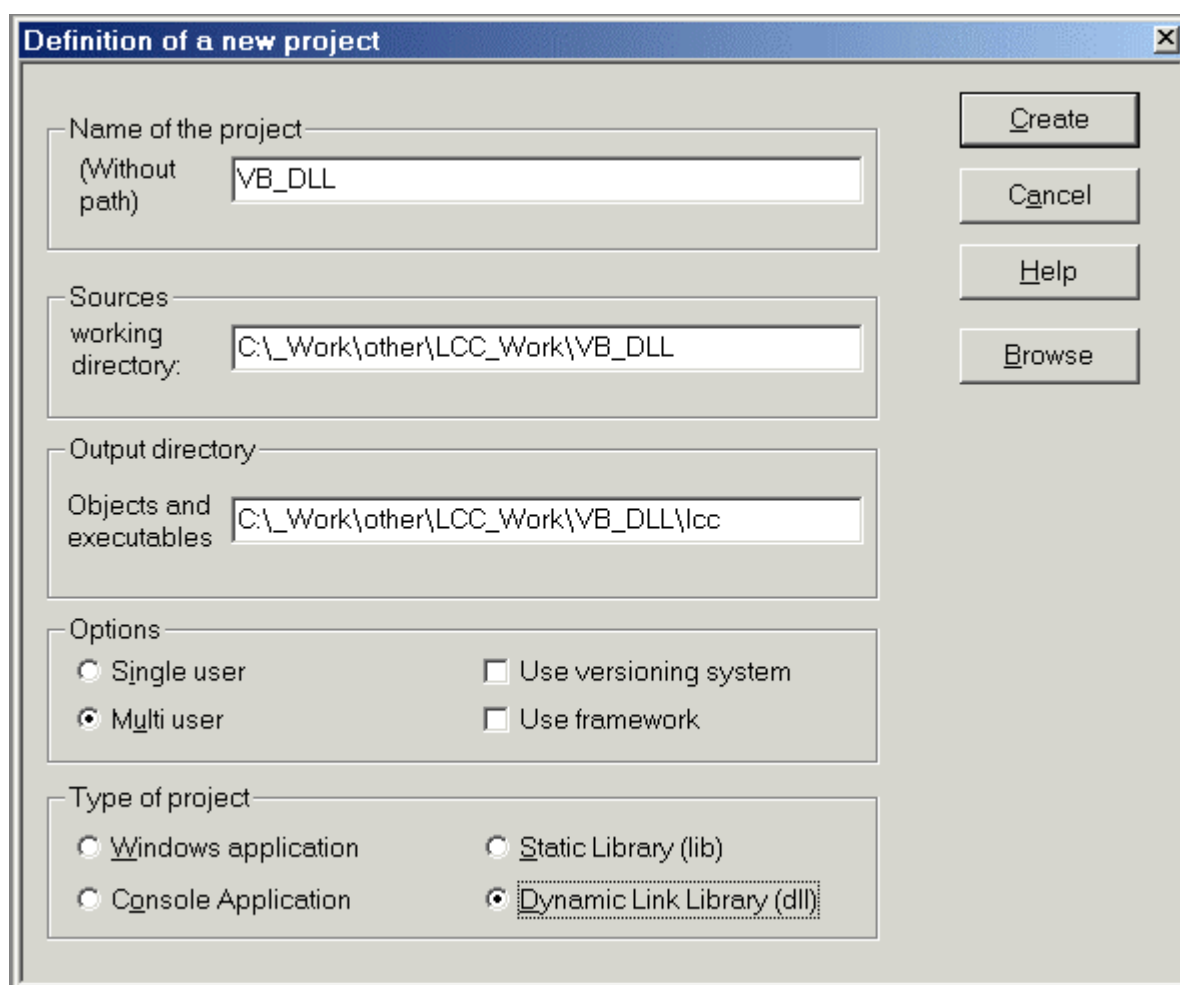 Definition of a new project
Create
Name of the project
(Without
path)
VB_DLL
Cancel
Help
Sources
working
directory:
C:\_Work\other\LCC_Work\VB_DLL
Browse
Output directory
Objects and
executables
C:\_Work\other\LCC_Work\VB_DLL\lcc
Options
Single user
Use versioning system
Multi user
Use framework
Type of project
Windows application
Static Library (lib)
Console Application
Dynamic Link Library (dll)